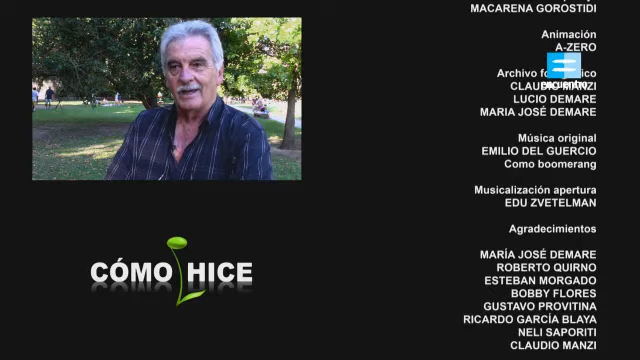 MACARENA GOROSTIDI
Animación
A-ZERO
CLAUDIO MANZI
LUCIO DEMARE
MARIA JOSÉ DEMARE
Música original
EMILIO DEL GUERCIO
Como boomerang
Musicalización apertura
EDU ZVETELMAN
Agradecimientos
MARÍA JOSÉ DEMARE
ROBERTO QUIRNO
ESTEBAN MORGADO
BOBBY FLORES
GUSTAVO PROVITINA
RICARDO GARCÍA BLAYA
NELI SAPORITI
CLAUDIO MANZI
CÓMO HICE